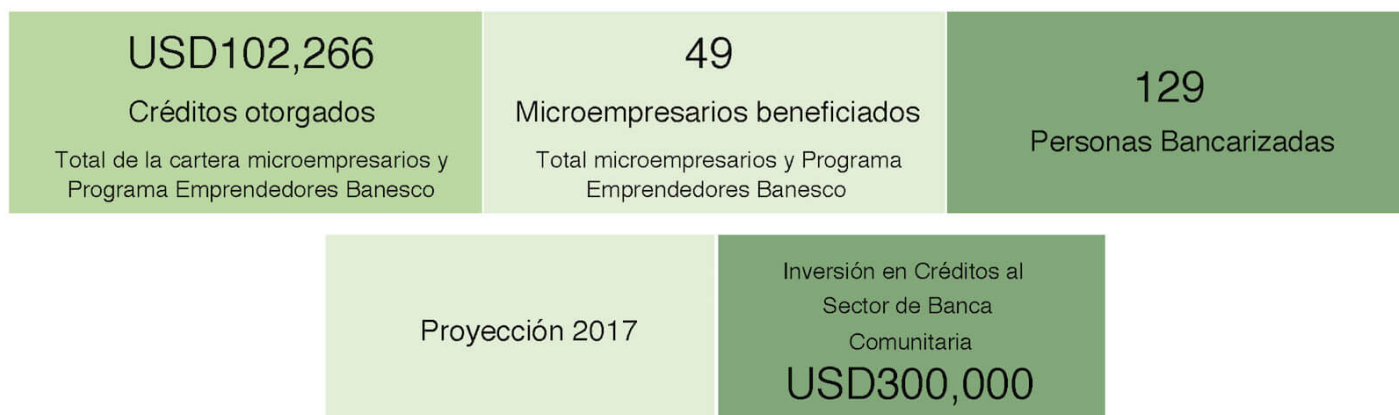 USD102,266
Créditos otorgados
Total de la cartera microempresarios y
Programa Emprendedores Banesco
49
Microempresarios beneficiados
Total microempresarios y Programa
Emprendedores Banesco
129
Personas Bancarizadas
Proyección 2017
Inversión en Créditos al
Sector de Banca
Comunitaria
USD300,000